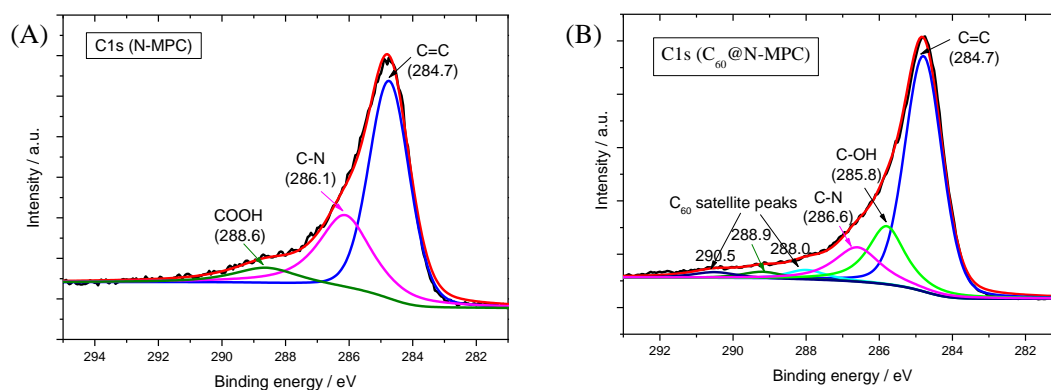 (A)
C1s (N-MPC)
C=C
(284.7)
C-N
(286.1)
COOH
(288.6)
Intensity / a.u.
294 292 290 288 286 284 282
Binding energy / eV
(B)
C1s (C60@N-MPC)
C=C
(284.7)
C-OH
(285.8)
C-N
(286.6)
C60 satellite peaks
290.5 288.9 288.0
Intensity / a.u.
292 290 288 286 284 282
Binding energy / eV